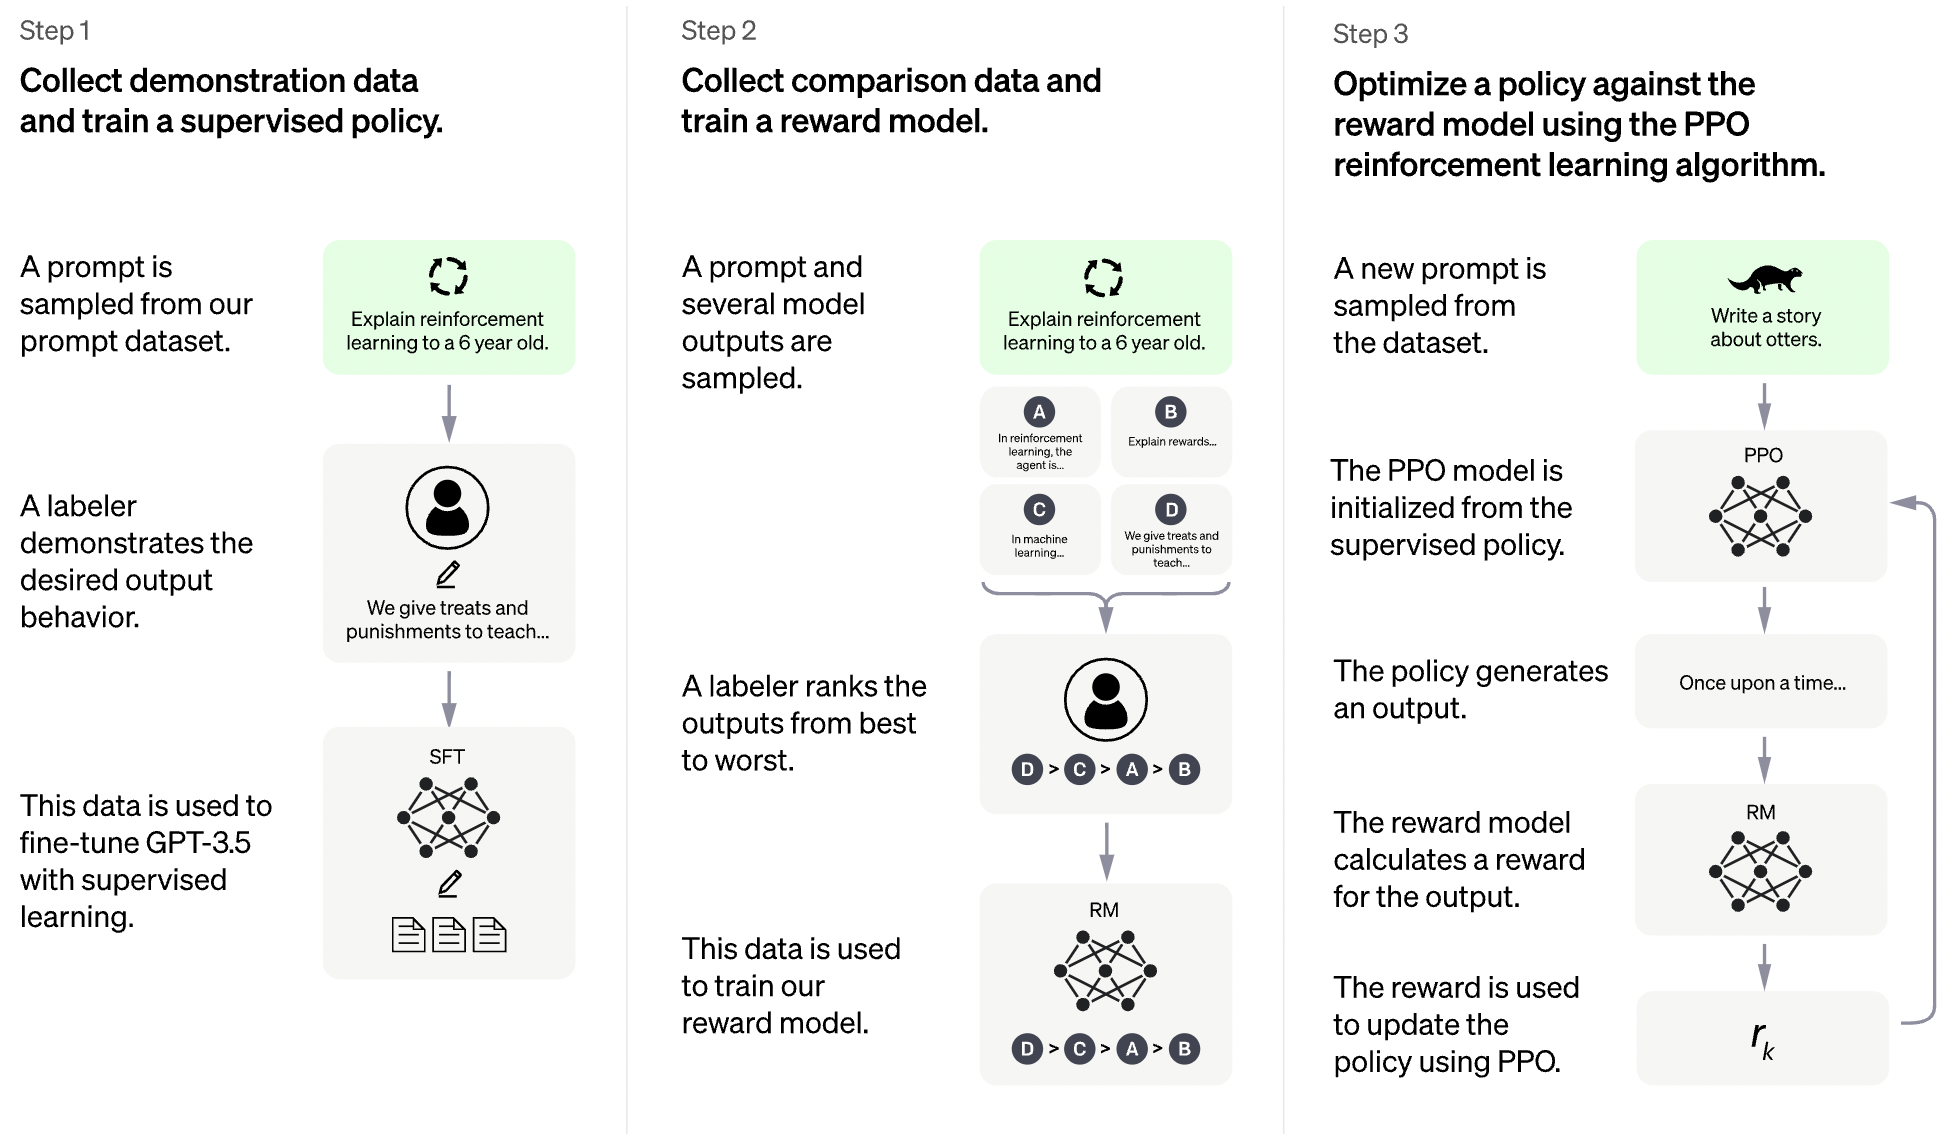 Step 1
Collect demonstration data
and train a supervised policy.
A prompt is
sampled from our
prompt dataset.
Explain reinforcement
learning to a 6 year old.
A labeler
demonstrates the
desired output
behavior.
We give treats and
punishments to teach...
This data is used to
fine-tune GPT-3.5
with supervised
learning.
SFT
Step 2
Collect comparison data and
train a reward model.
A prompt and
several model
outputs are
sampled.
Explain reinforcement
learning to a 6 year old.
A
In reinforcement
learning, the
agent is...
B
Explain rewards...
C
In machine
learning...
D
We give treats and
punishments to
teach...
A labeler ranks the
outputs from best
to worst.
D > C > A > B
This data is used
to train our
reward model.
RM
D > C > A > B
Step 3
Optimize a policy against the
reward model using the PPO
reinforcement learning algorithm.
A new prompt is
sampled from
the dataset.
Write a story
about otters.
The PPO model is
initialized from the
supervised policy.
PPO
The policy generates
an output.
Once upon a time...
The reward model
calculates a reward
for the output.
RM
The reward is used
to update the
policy using PPO.
r_k